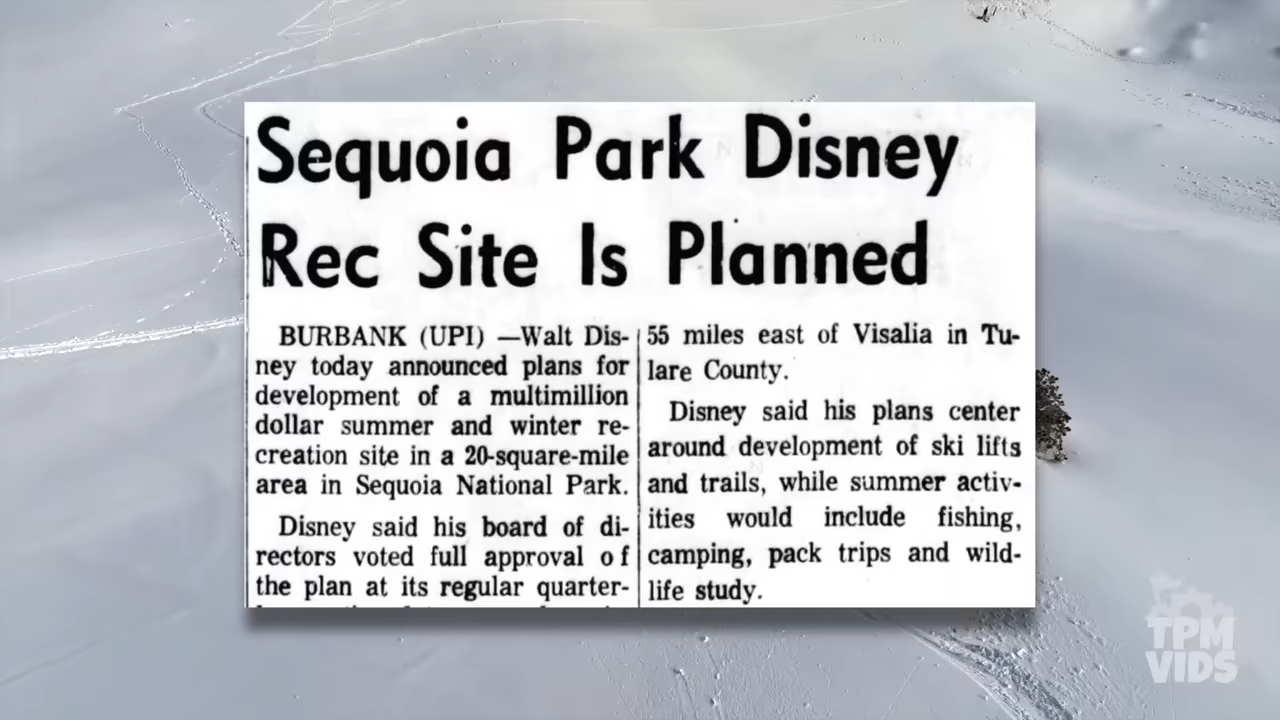 Sequoia Park Disney
Rec Site Is Planned
BURBANK (UPI) —Walt Dis-
ney today announced plans for
development of a multimillion
dollar summer and winter re-
creation site in a 20-square-mile
area in Sequoia National Park.
Disney said his board of di-
rectors voted full approval of
the plan at its regular quarter-
55 miles east of Visalia in Tu-
lare County.
Disney said his plans center
around development of ski lifts
and trails, while summer activ-
ities would include fishing,
camping, pack trips and wild-
life study.
TPM
VIDS